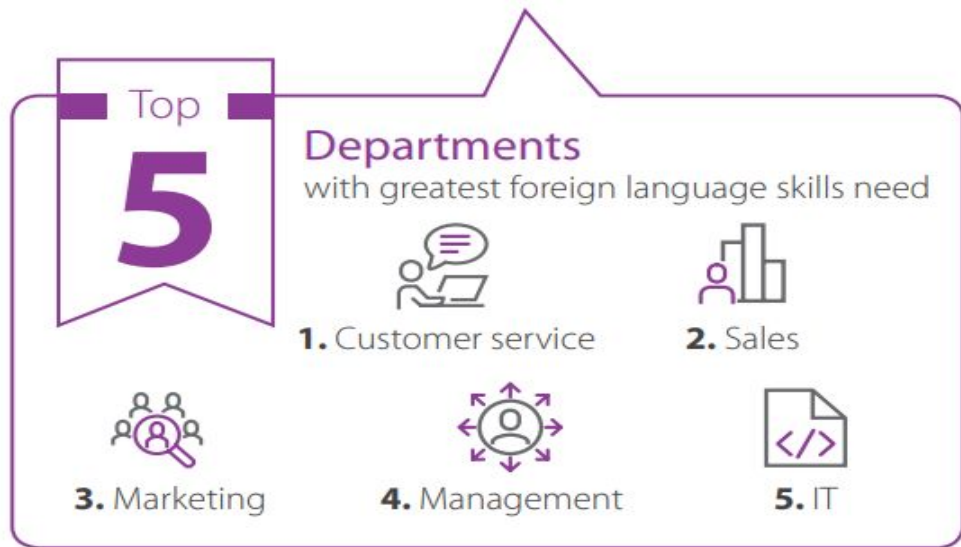 Top
5
Departments
with greatest foreign language skills need
1. Customer service
2. Sales
3. Marketing
4. Management
5. IT